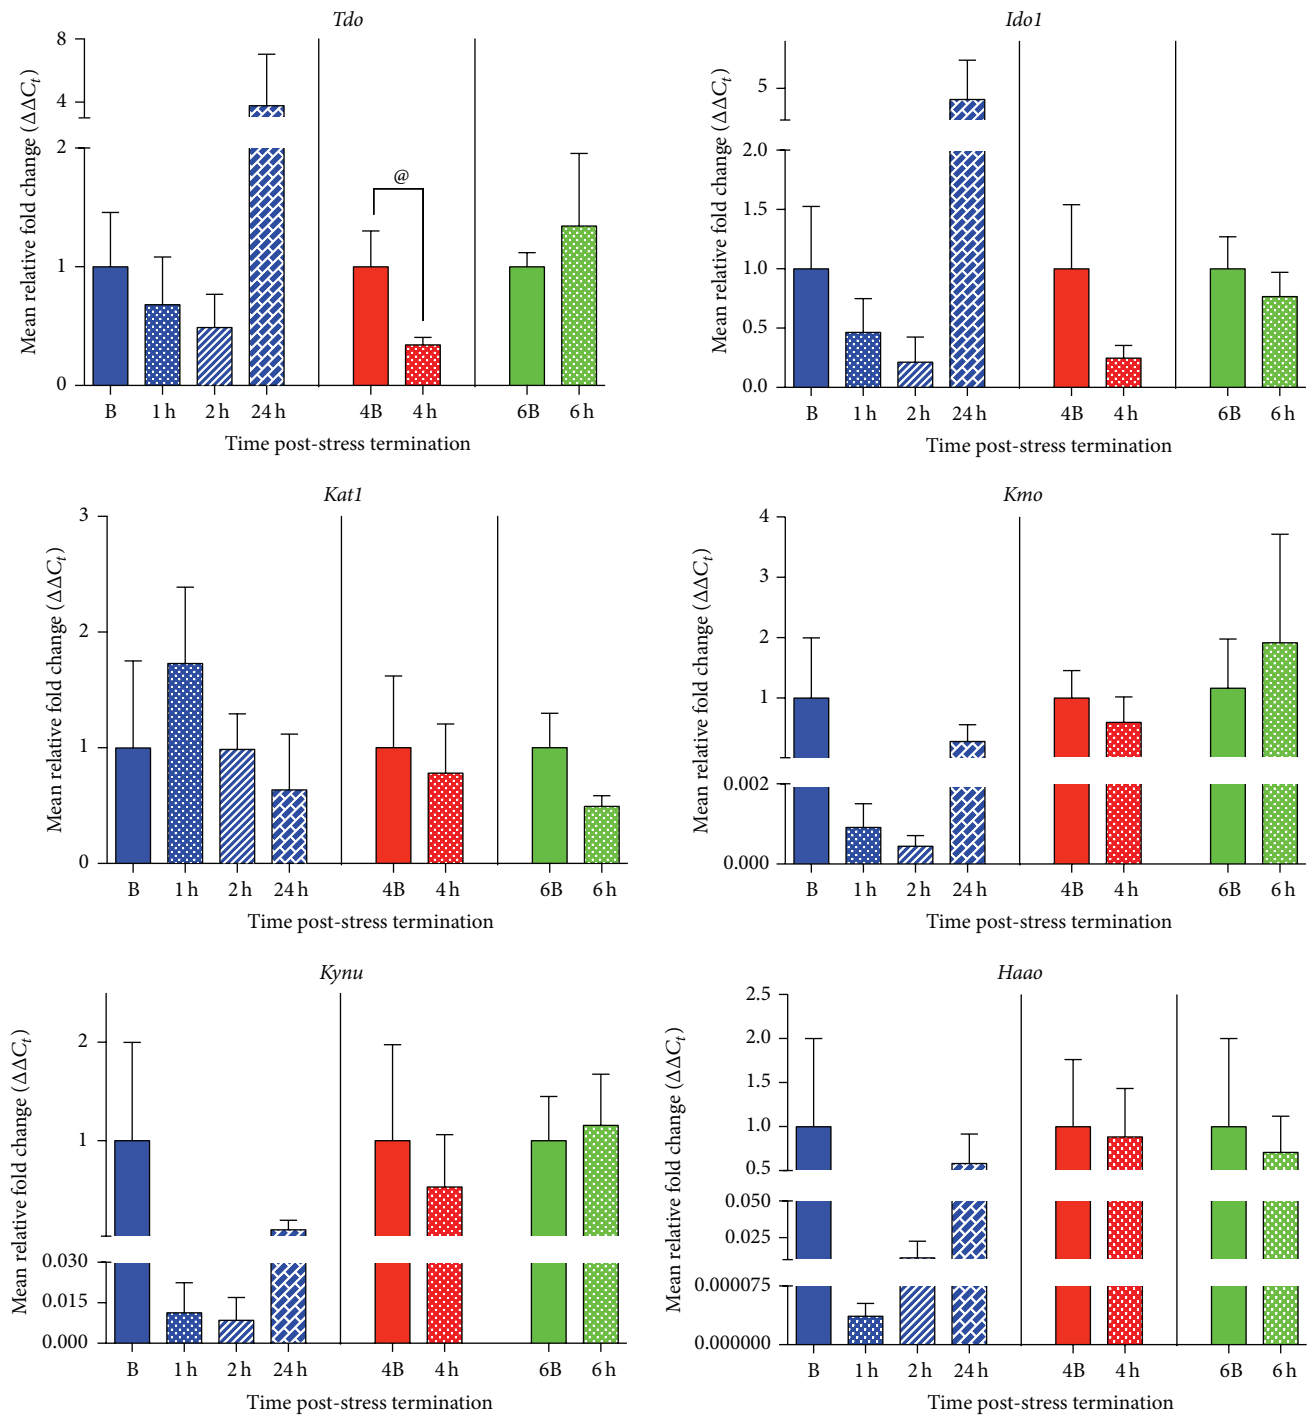 Tdo
Mean relative fold change (ΔΔCt)
8
4
2
1
0
@
B 1 h 2 h 24 h 4B 4 h 6B 6 h
Time post-stress termination
Ido1
Mean relative fold change (ΔΔCt)
5
2.0
1.5
1.0
0.5
0.0
B 1 h 2 h 24 h 4B 4 h 6B 6 h
Time post-stress termination
Kat1
Mean relative fold change (ΔΔCt)
3
2
1
0
B 1 h 2 h 24 h 4B 4 h 6B 6 h
Time post-stress termination
Kmo
Mean relative fold change (ΔΔCt)
4
3
2
1
0.002
0.000
B 1 h 2 h 24 h 4B 4 h 6B 6 h
Time post-stress termination
Kynu
Mean relative fold change (ΔΔCt)
2
1
0.030
0.015
0.000
B 1 h 2 h 24 h 4B 4 h 6B 6 h
Time post-stress termination
Haao
Mean relative fold change (ΔΔCt)
2.5
2.0
1.5
1.0
0.5
0.050
0.025
0.000075
0.000000
B 1 h 2 h 24 h 4B 4 h 6B 6 h
Time post-stress termination